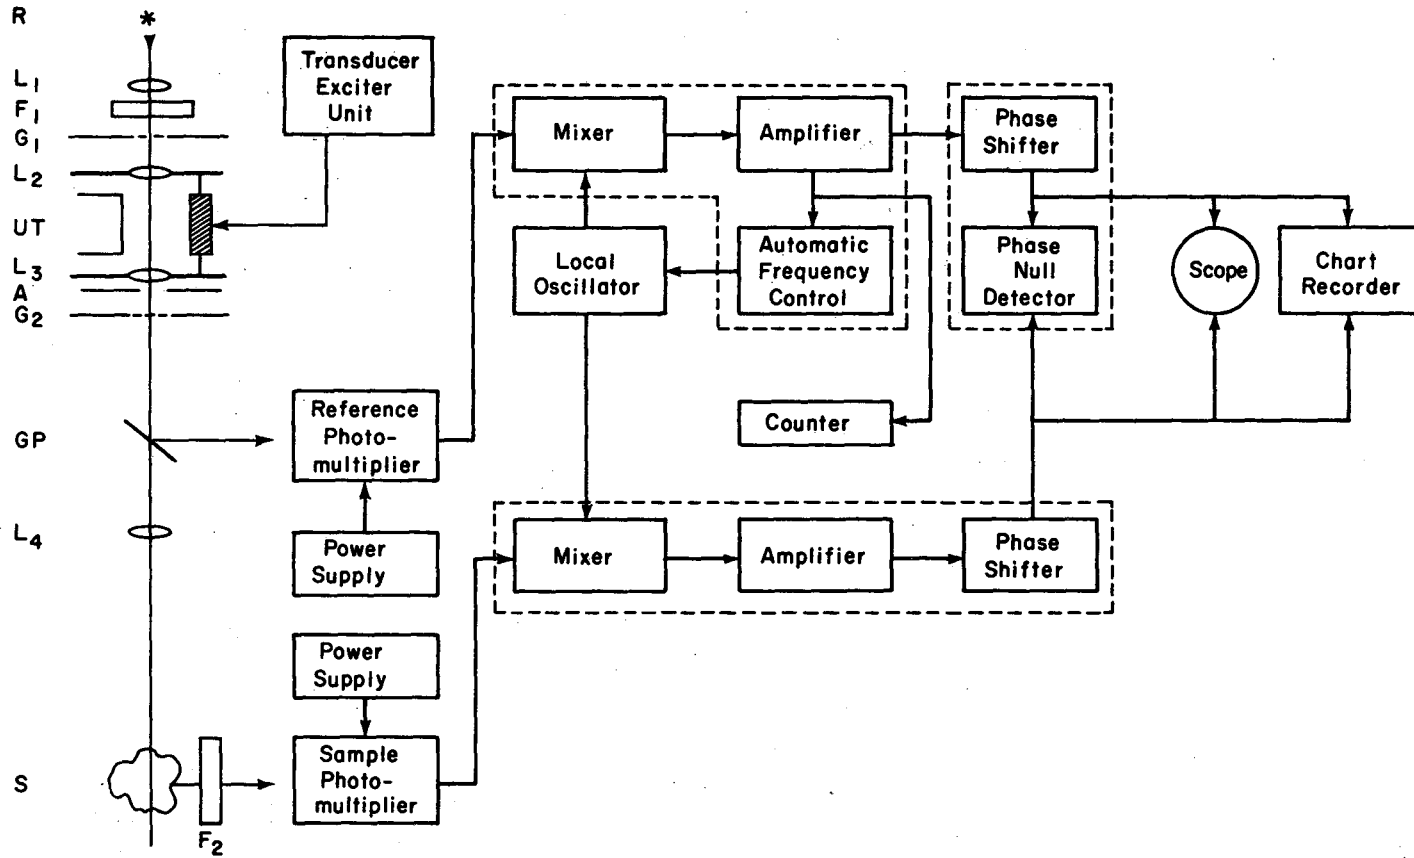 R
*
L1
F1
G1
L2
UT
L3
A
G2
GP
L4
S
F2
Transducer
Exciter
Unit
Mixer
Amplifier
Phase
Shifter
Local
Oscillator
Automatic
Frequency
Control
Phase
Null
Detector
Scope
Chart
Recorder
Counter
Reference
Photo-
multiplier
Power
Supply
Mixer
Amplifier
Phase
Shifter
Power
Supply
Sample
Photo-
multiplier